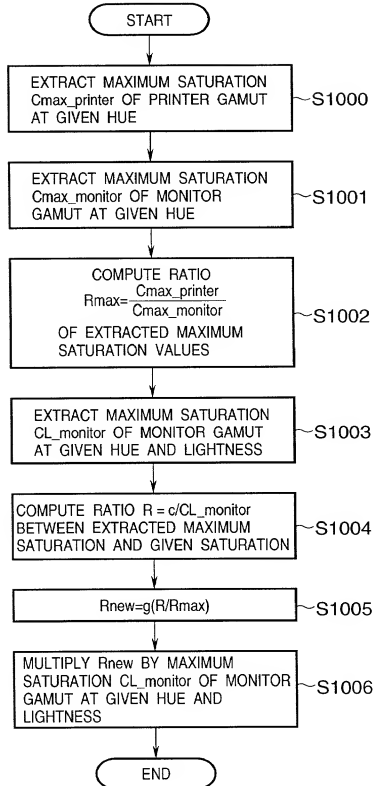 START
EXTRACT MAXIMUM SATURATION
Cmax_printer OF PRINTER GAMUT
AT GIVEN HUE
S1000
EXTRACT MAXIMUM SATURATION
Cmax_monitor OF MONITOR
GAMUT AT GIVEN HUE
S1001
COMPUTE RATIO
Rmax=Cmax_printer/Cmax_monitor
OF EXTRACTED MAXIMUM
SATURATION VALUES
S1002
EXTRACT MAXIMUM SATURATION
CL_monitor OF MONITOR GAMUT
AT GIVEN HUE AND LIGHTNESS
S1003
COMPUTE RATIO R = c/CL_monitor
BETWEEN EXTRACTED MAXIMUM
SATURATION AND GIVEN SATURATION
S1004
Rnew=g(R/Rmax)
S1005
MULTIPLY Rnew BY MAXIMUM
SATURATION CL_monitor OF MONITOR
GAMUT AT GIVEN HUE AND
LIGHTNESS
S1006
END